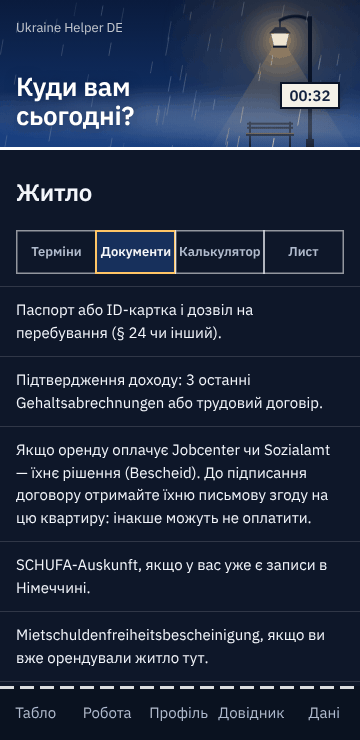 Ukraine Helper DE
Куди вам
сьогодні?
00:32
Житло
Терміни Документи Калькулятор Лист
Паспорт або ID-картка і дозвіл на
перебування (§ 24 чи інший).
Підтвердження доходу: 3 останні
Gehaltsabrechnungen або трудовий договір.
Якщо оренду оплачує Jobcenter чи Sozialamt
— їхнє рішення (Bescheid). До підписання
договору отримайте їхню письмову згоду на
цю квартиру: інакше можуть не оплатити.
SCHUFA-Auskunft, якщо у вас уже є записи в
Німеччині.
Mietschuldenfreiheitsbescheinigung, якщо ви
вже орендували житло тут.
Табло Робота Профіль Довідник Дані